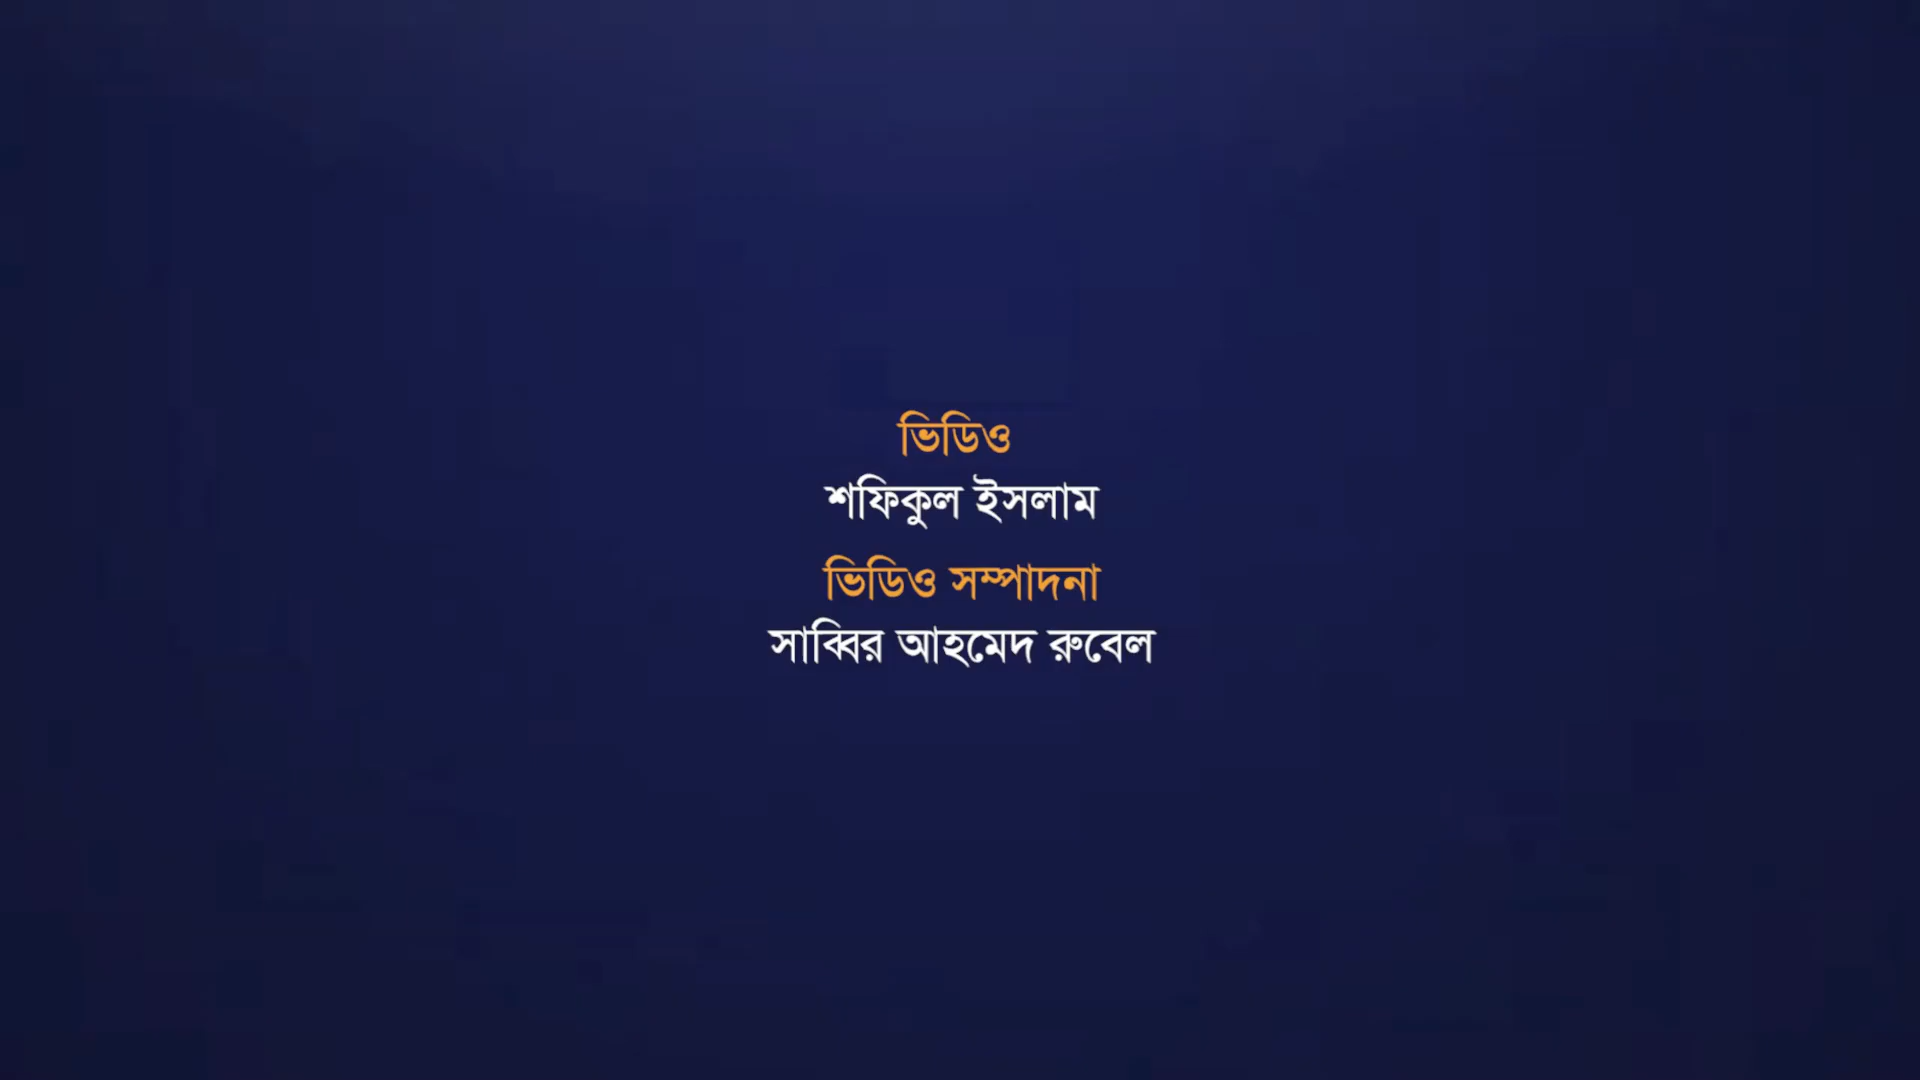 ভিডিও
শফিকুল ইসলাম
ভিডিও সম্পাদনা
সাব্বির আহমেদ রুবেল